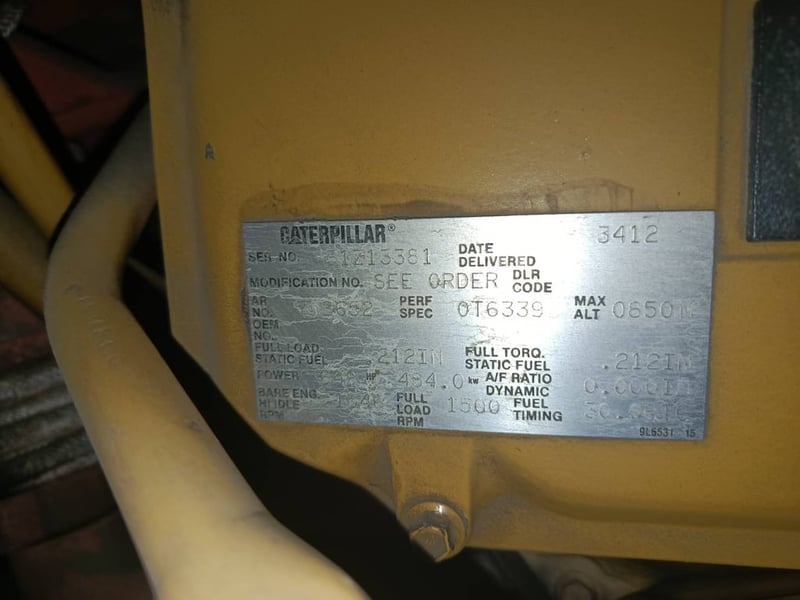 CATERPILLAR® 3412
SER NO. 1Z13381 DATE DELIVERED
MODIFICATION NO. SEE ORDER DLR CODE
AR NO. PERF SPEC 0T6339 MAX ALT 0850
OEM NO.
FULL LOAD STATIC FUEL .212IN FULL TORQ. STATIC FUEL .212IN
POWER HP 484.0 kw A/F RATIO DYNAMIC
BARE ENG. HI IDLE RPM FULL LOAD RPM 1500 FUEL TIMING
9L6531 15